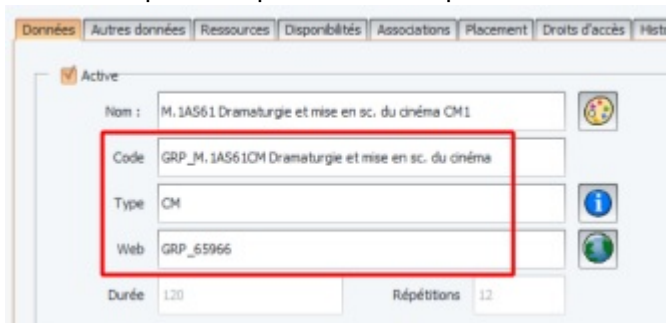 Données Autres données Ressources Disponibilités Associations Placement Droits d'accès
Active
Nom : M.1AS61 Dramaturgie et mise en sc. du cinéma CM1
Code GRP_M.1AS61CM Dramaturgie et mise en sc. du cinéma
Type CM
Web GRP_65966
Durée 120 Répétitions 12